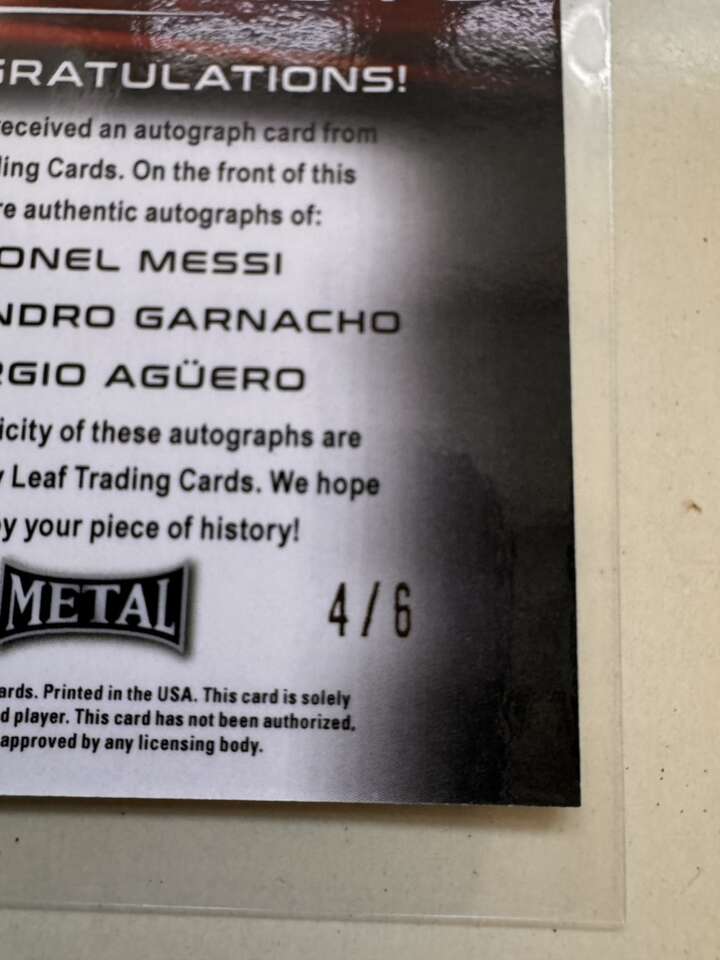 GRATULATIONS!
eceived an autograph card from
ing Cards. On the front of this
re authentic autographs of:
ONEL MESSI
NDRO GARNACHO
RGIO AGÜERO
icity of these autographs are
y Leaf Trading Cards. We hope
y your piece of history!
METAL
4/6
ards. Printed in the USA. This card is solely
d player. This card has not been authorized,
approved by any licensing body.